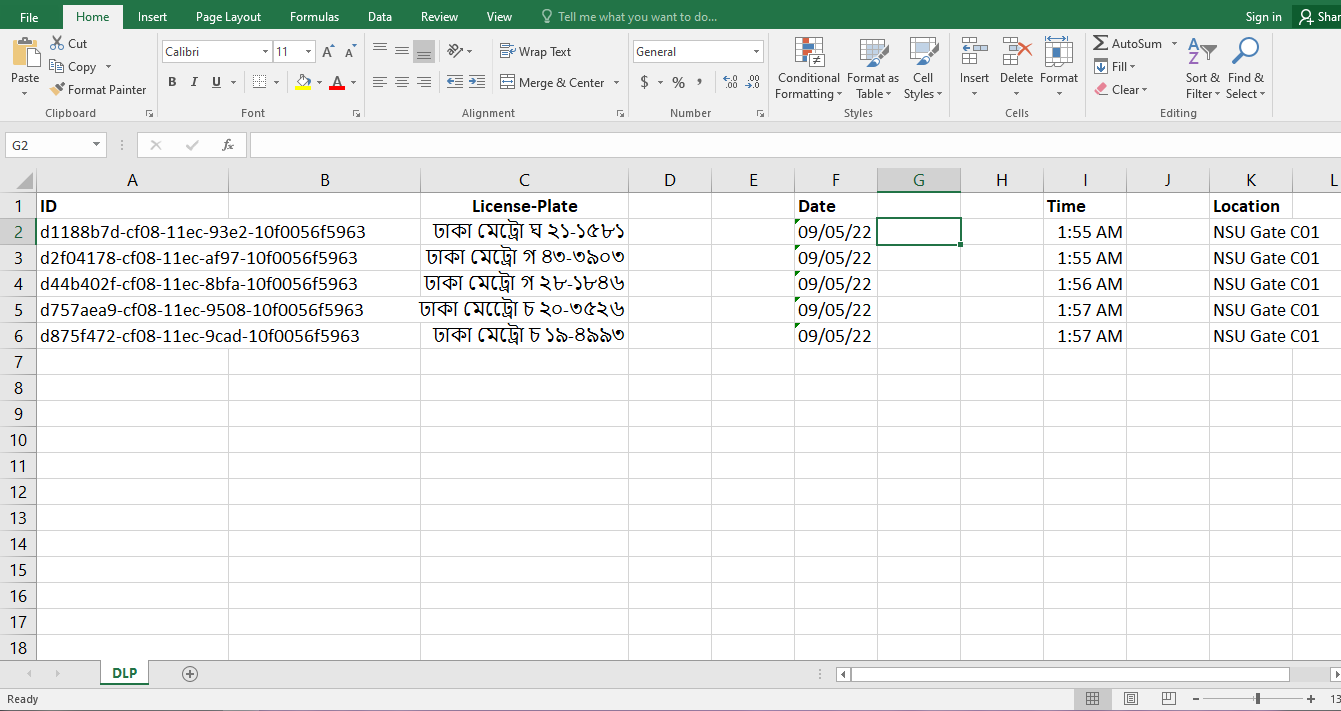 File Home Insert Page Layout Formulas Data Review View Tell me what you want to do... Sign in Shar
Cut
Copy
Format Painter
Paste
Clipboard
Calibri 11
B I U A
Font
Wrap Text
Merge & Center
Alignment
General
$ % ,
Number
Conditional Formatting
Format as Table
Cell Styles
Styles
Insert Delete Format
Cells
AutoSum
Fill
Clear
Sort & Filter
Find & Select
Editing
G2 fx
A B C D E F G H I J K L
1 ID License-Plate Date Time Location
2 d1188b7d-cf08-11ec-93e2-10f0056f5963 ঢাকা মেট্রো ঘ ২১-১৫৮১ 09/05/22 1:55 AM NSU Gate C01
3 d2f04178-cf08-11ec-af97-10f0056f5963 ঢাকা মেট্রো গ ৪৩-৩৯০৩ 09/05/22 1:55 AM NSU Gate C01
4 d44b402f-cf08-11ec-8bfa-10f0056f5963 ঢাকা মেট্রো গ ২৮-১৮৪৬ 09/05/22 1:56 AM NSU Gate C01
5 d757aea9-cf08-11ec-9508-10f0056f5963 ঢাকা মেট্রো চ ২০-৩৫২৬ 09/05/22 1:57 AM NSU Gate C01
6 d875f472-cf08-11ec-9cad-10f0056f5963 ঢাকা মেট্রো চ ১৯-৪৯৯৩ 09/05/22 1:57 AM NSU Gate C01
7
8
9
10
11
12
13
14
15
16
17
18
DLP
Ready 13